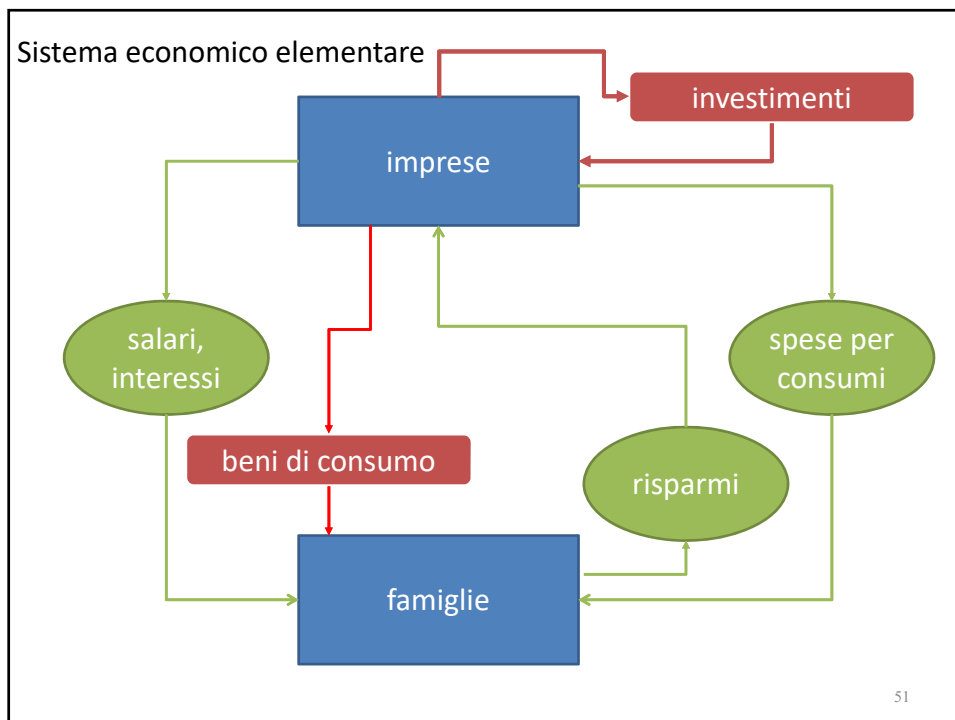 Sistema economico elementare
investimenti
imprese
salari,
interessi
spese per
consumi
beni di consumo
risparmi
famiglie
51